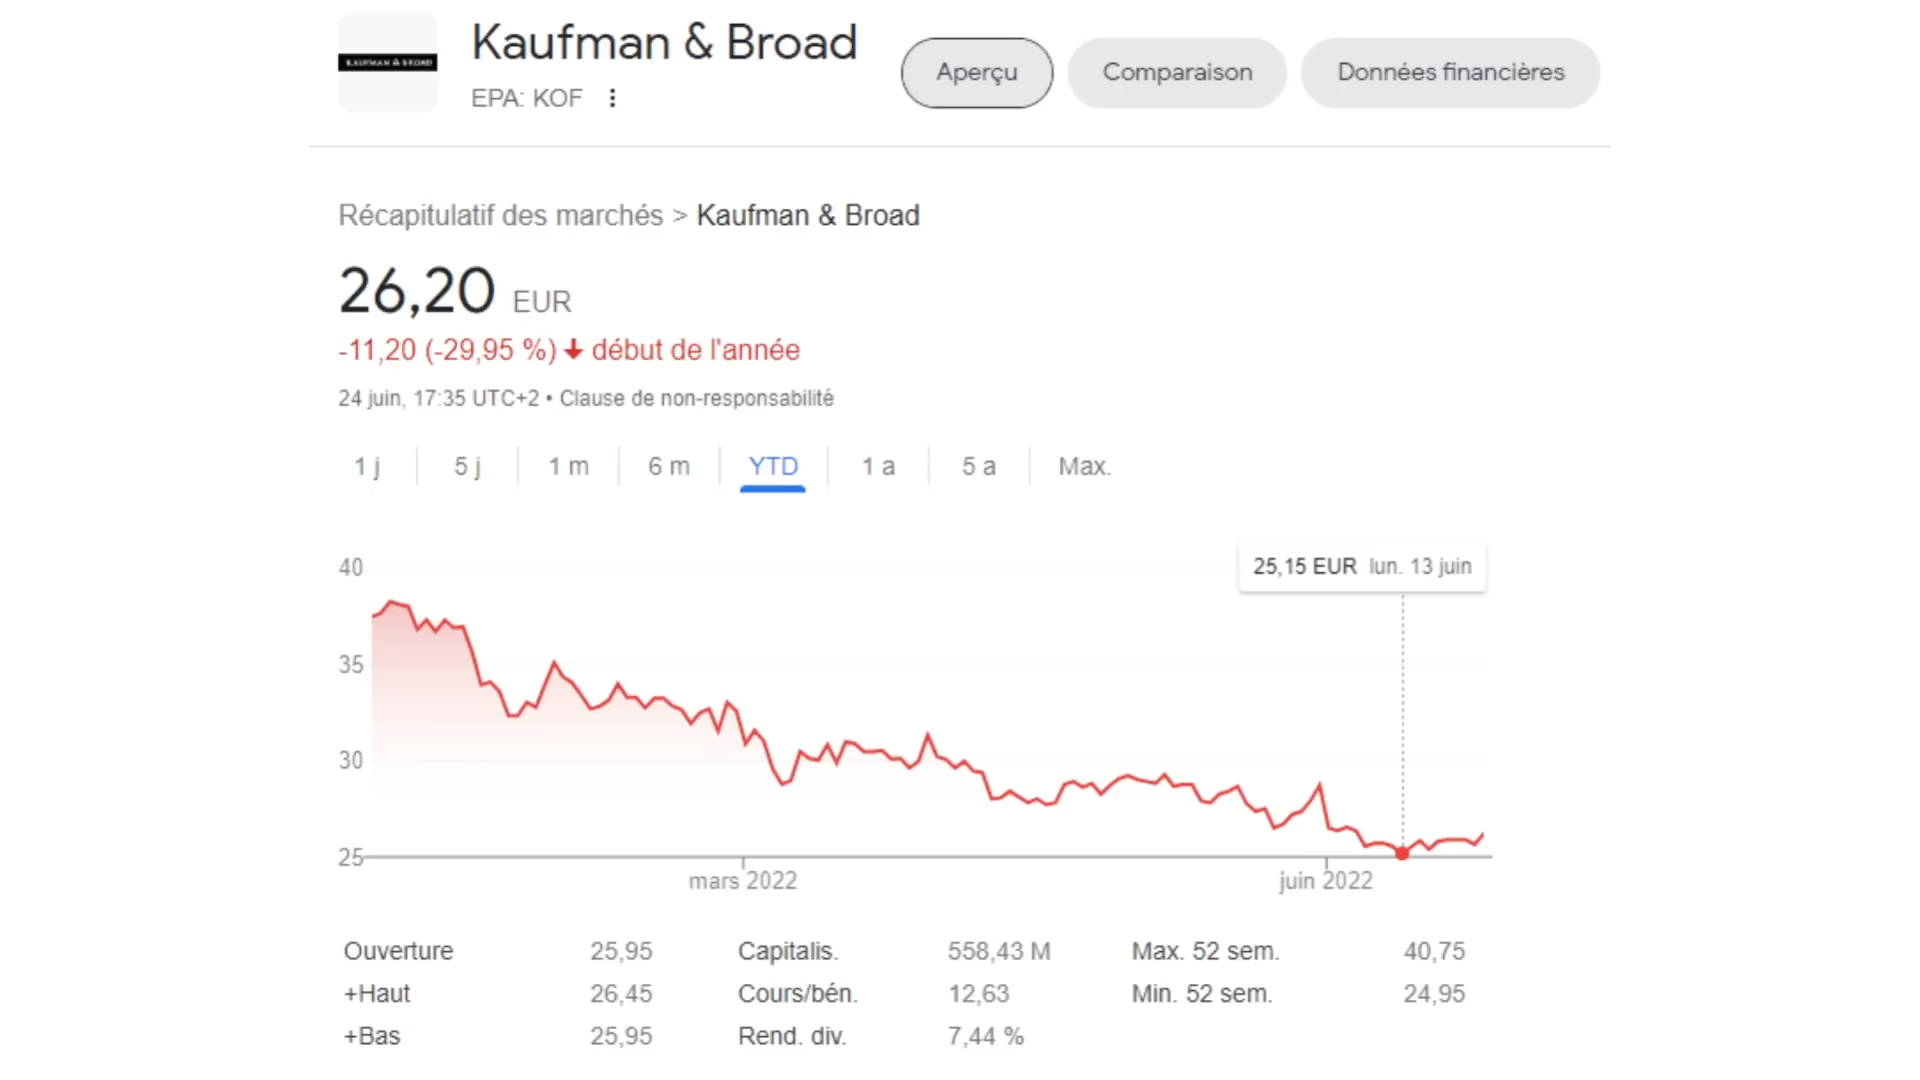 KAUFMAN & BROAD
Kaufman & Broad
EPA: KOF
Aperçu
Comparaison
Données financières
Récapitulatif des marchés > Kaufman & Broad
26,20 EUR
-11,20 (-29,95 %) début de l'année
24 juin, 17:35 UTC+2 • Clause de non-responsabilité
1 j 5 j 1 m 6 m YTD 1 a 5 a Max.
25,15 EUR lun. 13 juin
40
35
30
25
mars 2022 juin 2022
Ouverture 25,95 Capitalis. 558,43 M Max. 52 sem. 40,75
+Haut 26,45 Cours/bén. 12,63 Min. 52 sem. 24,95
+Bas 25,95 Rend. div. 7,44 %